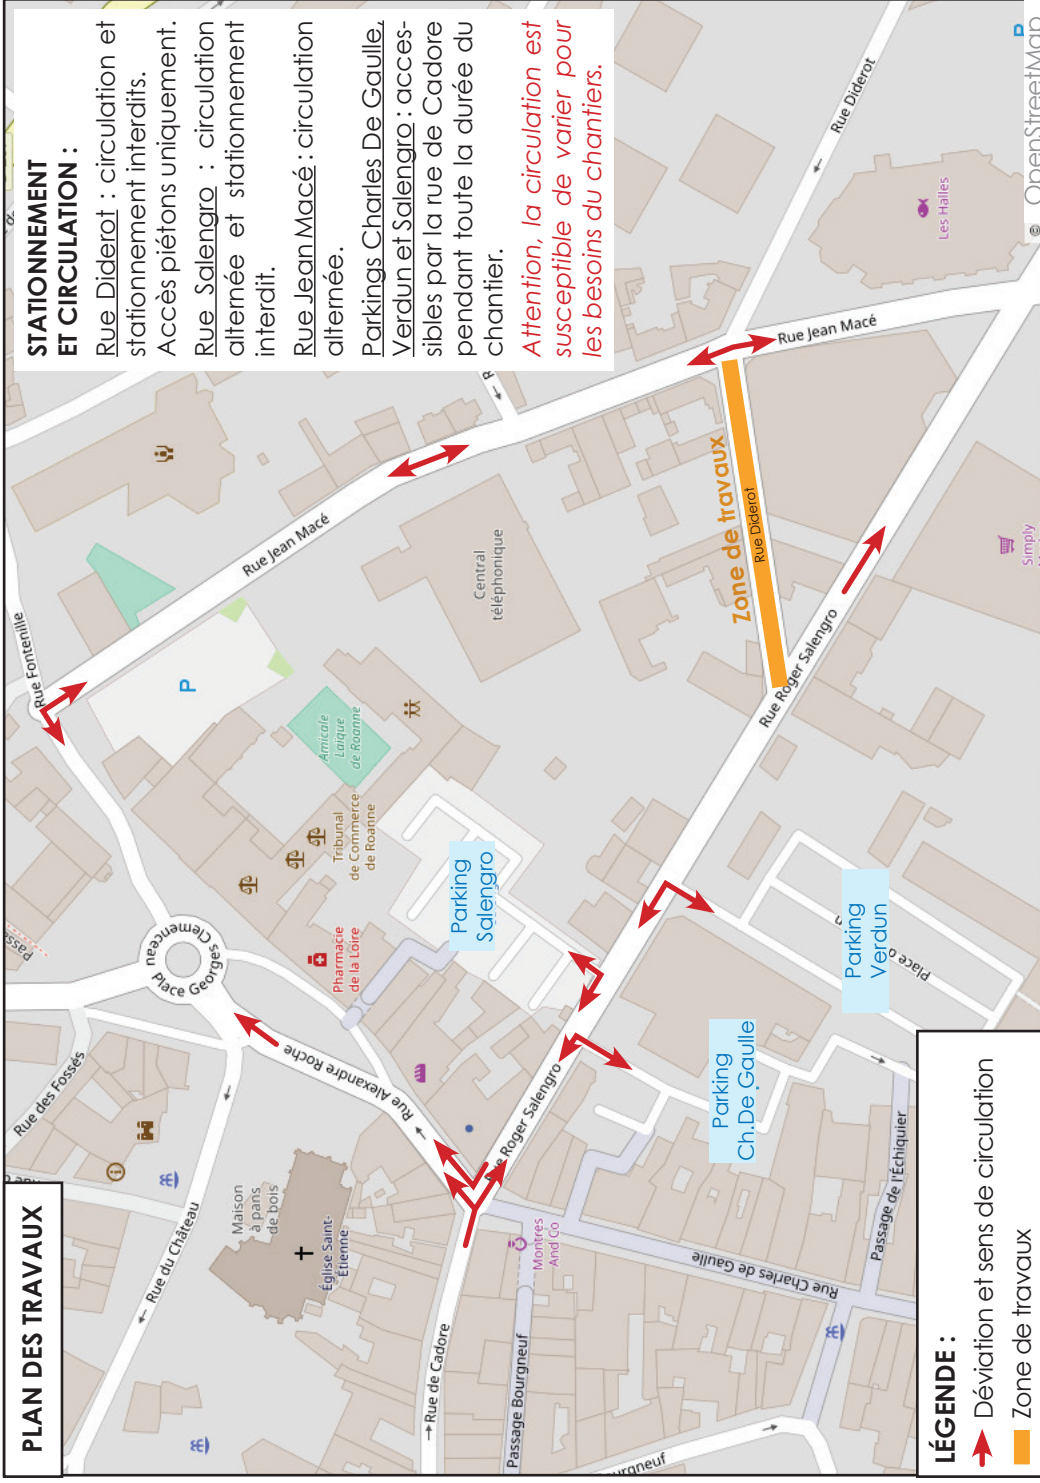 PLAN DES TRAVAUX
STATIONNEMENT
ET CIRCULATION :
Rue Diderot : circulation et
stationnement interdits.
Accès piétons uniquement.
Rue Salengro : circulation
alternée et stationnement
interdit.
Rue Jean Macé : circulation
alternée.
Parkings Charles De Gaulle,
Verdun et Salengro : acces-
sibles par la rue de Cadore
pendant toute la durée du
chantier.
Attention, la circulation est
susceptible de varier pour
les besoins du chantiers.
Rue des Fossés
Rue du Château
Maison
à pans
de bois
Église Saint-
Etienne
Rue de Cadore
Passage Bourgneuf
Montres
And Co
Rue Charles de Gaulle
Passage de l'Échiquier
Rue Alexandre Roche
Place Georges Clemenceau
Pharmacie
de la Loire
Tribunal
de Commerce
de Roanne
Amicale
Laïque
de Roanne
P
Rue Fontenille
Rue Jean Macé
Central
téléphonique
Parking
Salengro
Rue Roger Salengro
Parking
Ch.De Gaulle
Parking
Verdun
Place d
Rue Roger Salengro
Zone de travaux
Rue Diderot
Rue Jean Macé
Rue Diderot
Les Halles
Simply
P
© OpenStreetMap
LÉGENDE :
Déviation et sens de circulation
Zone de travaux